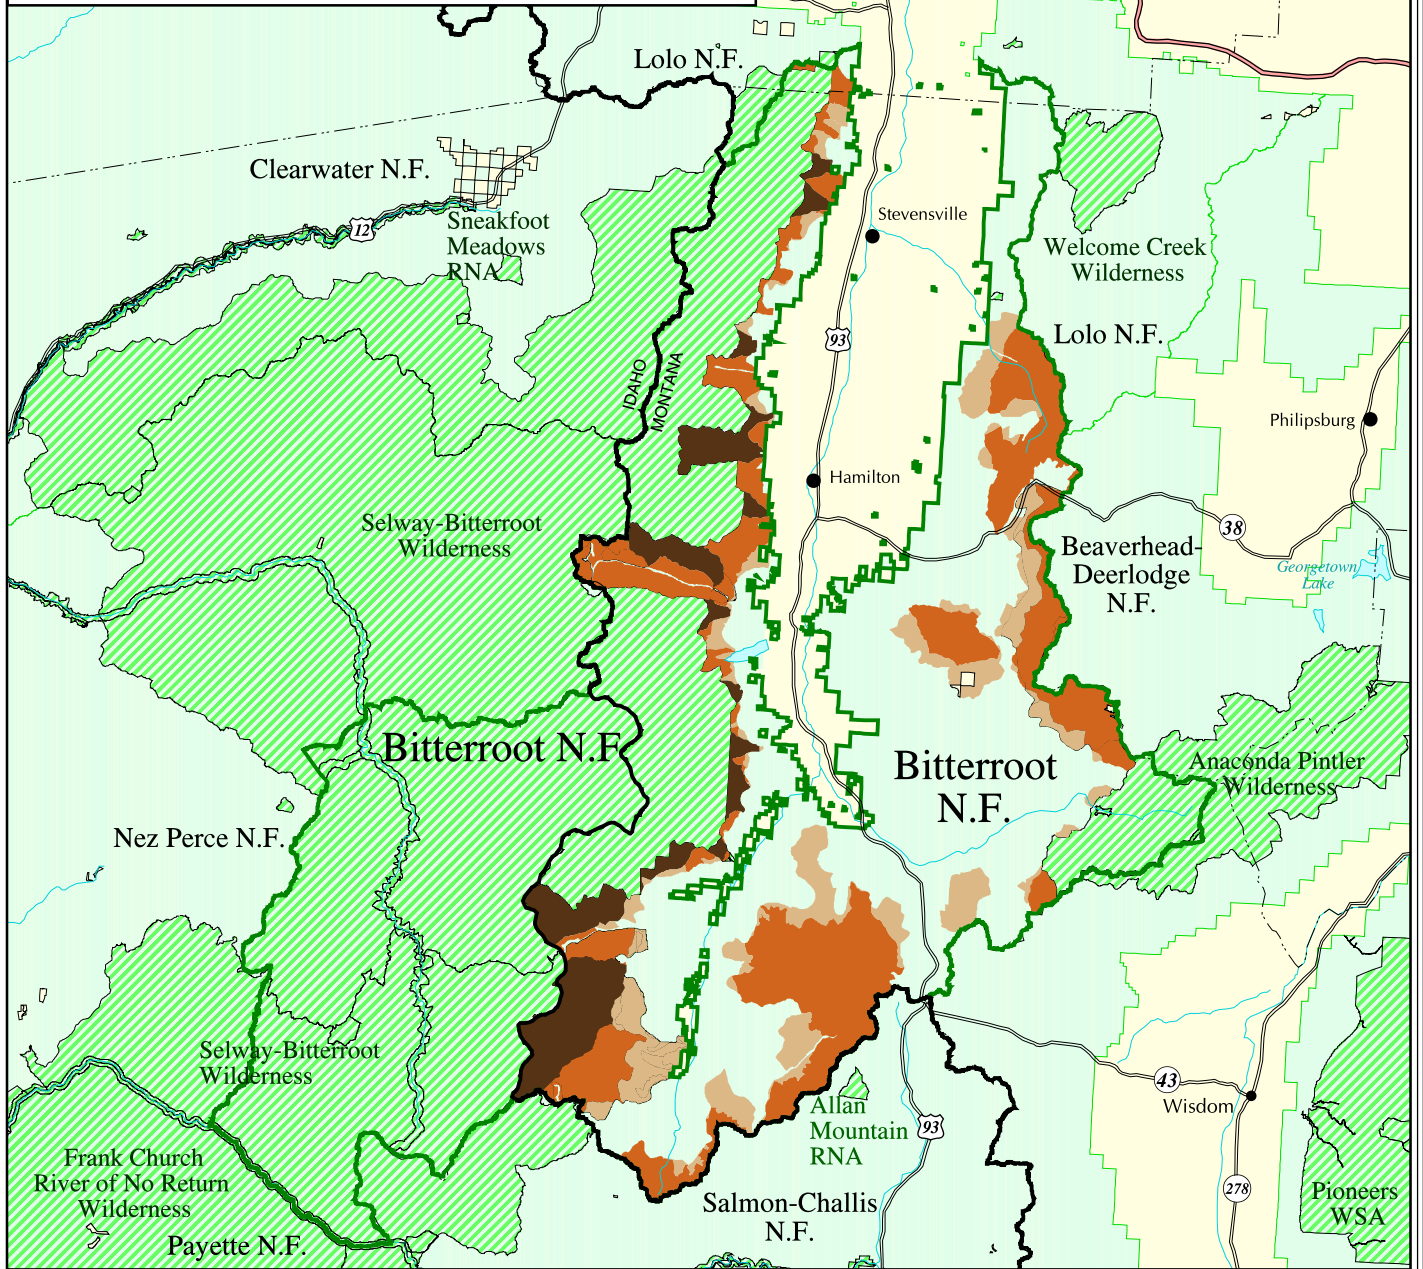 Lolo N.F.
Clearwater N.F.
12
Sneakfoot
Meadows
RNA
Stevensville
Welcome Creek
Wilderness
Lolo N.F.
93
IDAHO
MONTANA
Philipsburg
Hamilton
Selway-Bitterroot
Wilderness
38
Beaverhead-
Deerlodge
N.F.
Georgetown
Lake
Bitterroot N.F.
Bitterroot
N.F.
Anaconda Pintler
Wilderness
Nez Perce N.F.
Selway-Bitterroot
Wilderness
43
Wisdom
Allan
Mountain
RNA
93
Frank Church
River of No Return
Wilderness
278
Pioneers
WSA
Salmon-Challis
N.F.
Payette N.F.